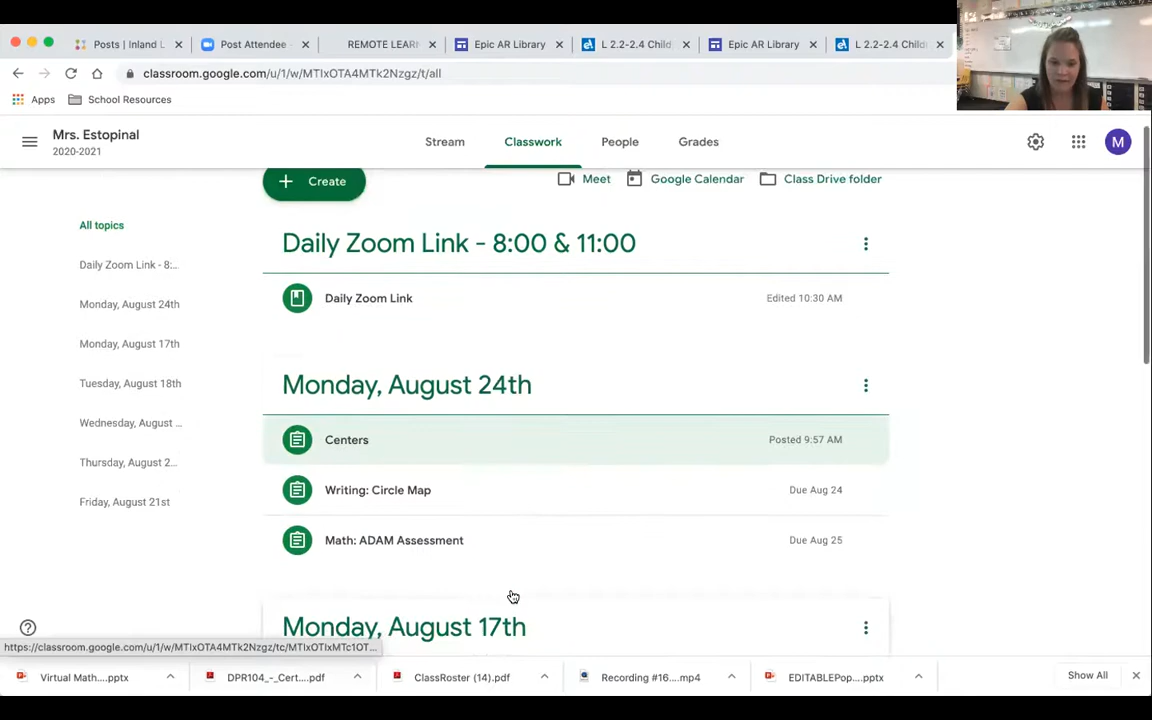 Posts | Inland L
Post Attendee -
REMOTE LEAR
Epic AR Library
L 2.2-2.4 Child
Epic AR Library
L 2.2-2.4 Child
classroom.google.com/u/1/w/MTIxOTA4MTk2Nzgz/t/all
Apps
School Resources
Mrs. Estopinal
2020-2021
Stream
Classwork
People
Grades
M
Create
Meet
Google Calendar
Class Drive folder
All topics
Daily Zoom Link - 8:...
Monday, August 24th
Monday, August 17th
Tuesday, August 18th
Wednesday, August ...
Thursday, August 2...
Friday, August 21st
Daily Zoom Link - 8:00 & 11:00
Daily Zoom Link
Edited 10:30 AM
Monday, August 24th
Centers
Posted 9:57 AM
Writing: Circle Map
Due Aug 24
Math: ADAM Assessment
Due Aug 25
Monday, August 17th
https://classroom.google.com/u/1/w/MTIxOTA4MTk2Nzgz/tc/MTIxOTIxMTc1OT...
Virtual Math....pptx
DPR104_-_Cert....pdf
ClassRoster (14).pdf
Recording #16....mp4
EDITABLEPop....pptx
Show All